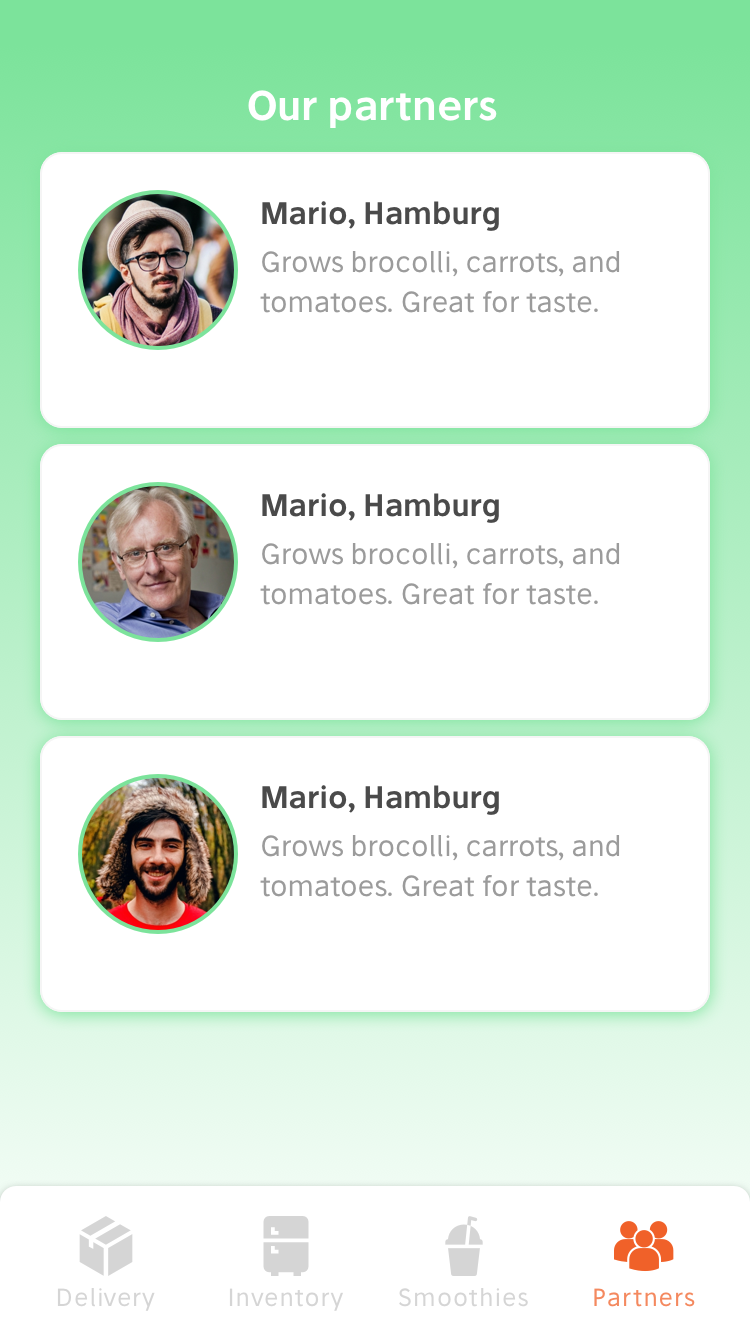 Our partners
Mario, Hamburg
Grows brocolli, carrots, and
tomatoes. Great for taste.
Mario, Hamburg
Grows brocolli, carrots, and
tomatoes. Great for taste.
Mario, Hamburg
Grows brocolli, carrots, and
tomatoes. Great for taste.
Delivery Inventory Smoothies Partners